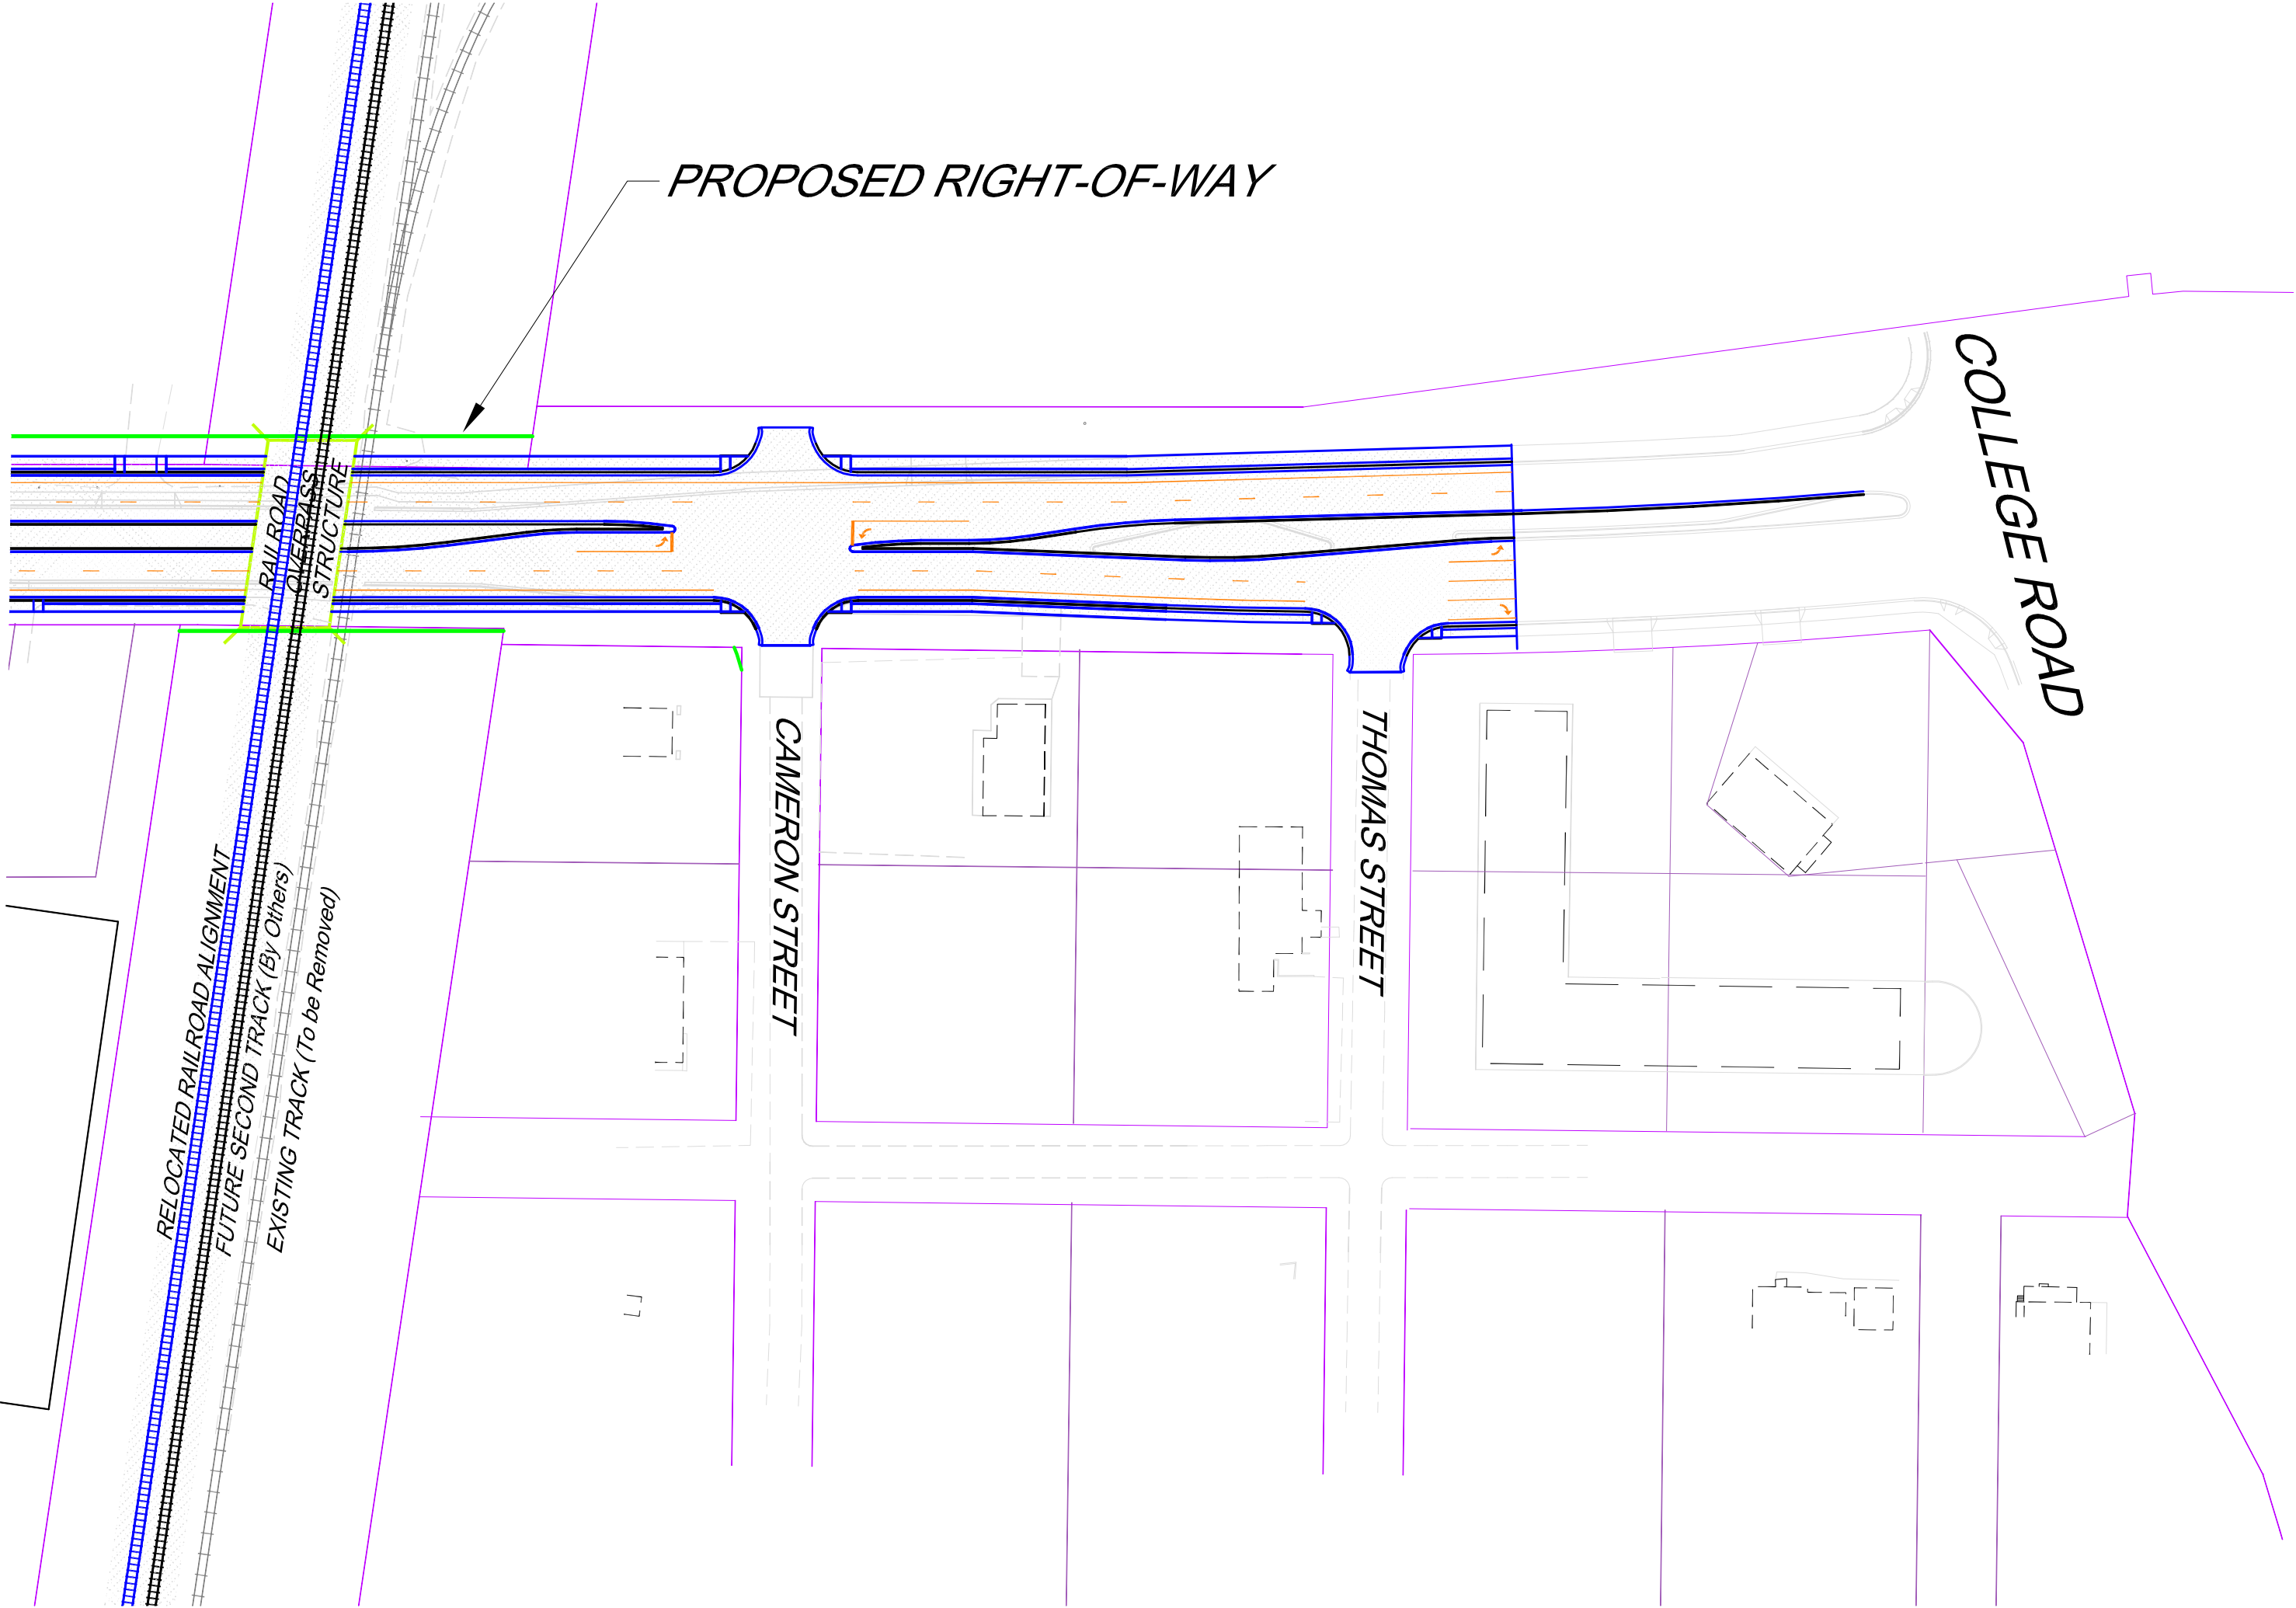 PROPOSED RIGHT-OF-WAY
COLLEGE ROAD
RAILROAD
OVERPASS
STRUCTURE
CAMERON STREET
THOMAS STREET
RELOCATED RAILROAD ALIGNMENT
FUTURE SECOND TRACK (By Others)
EXISTING TRACK (To be Removed)